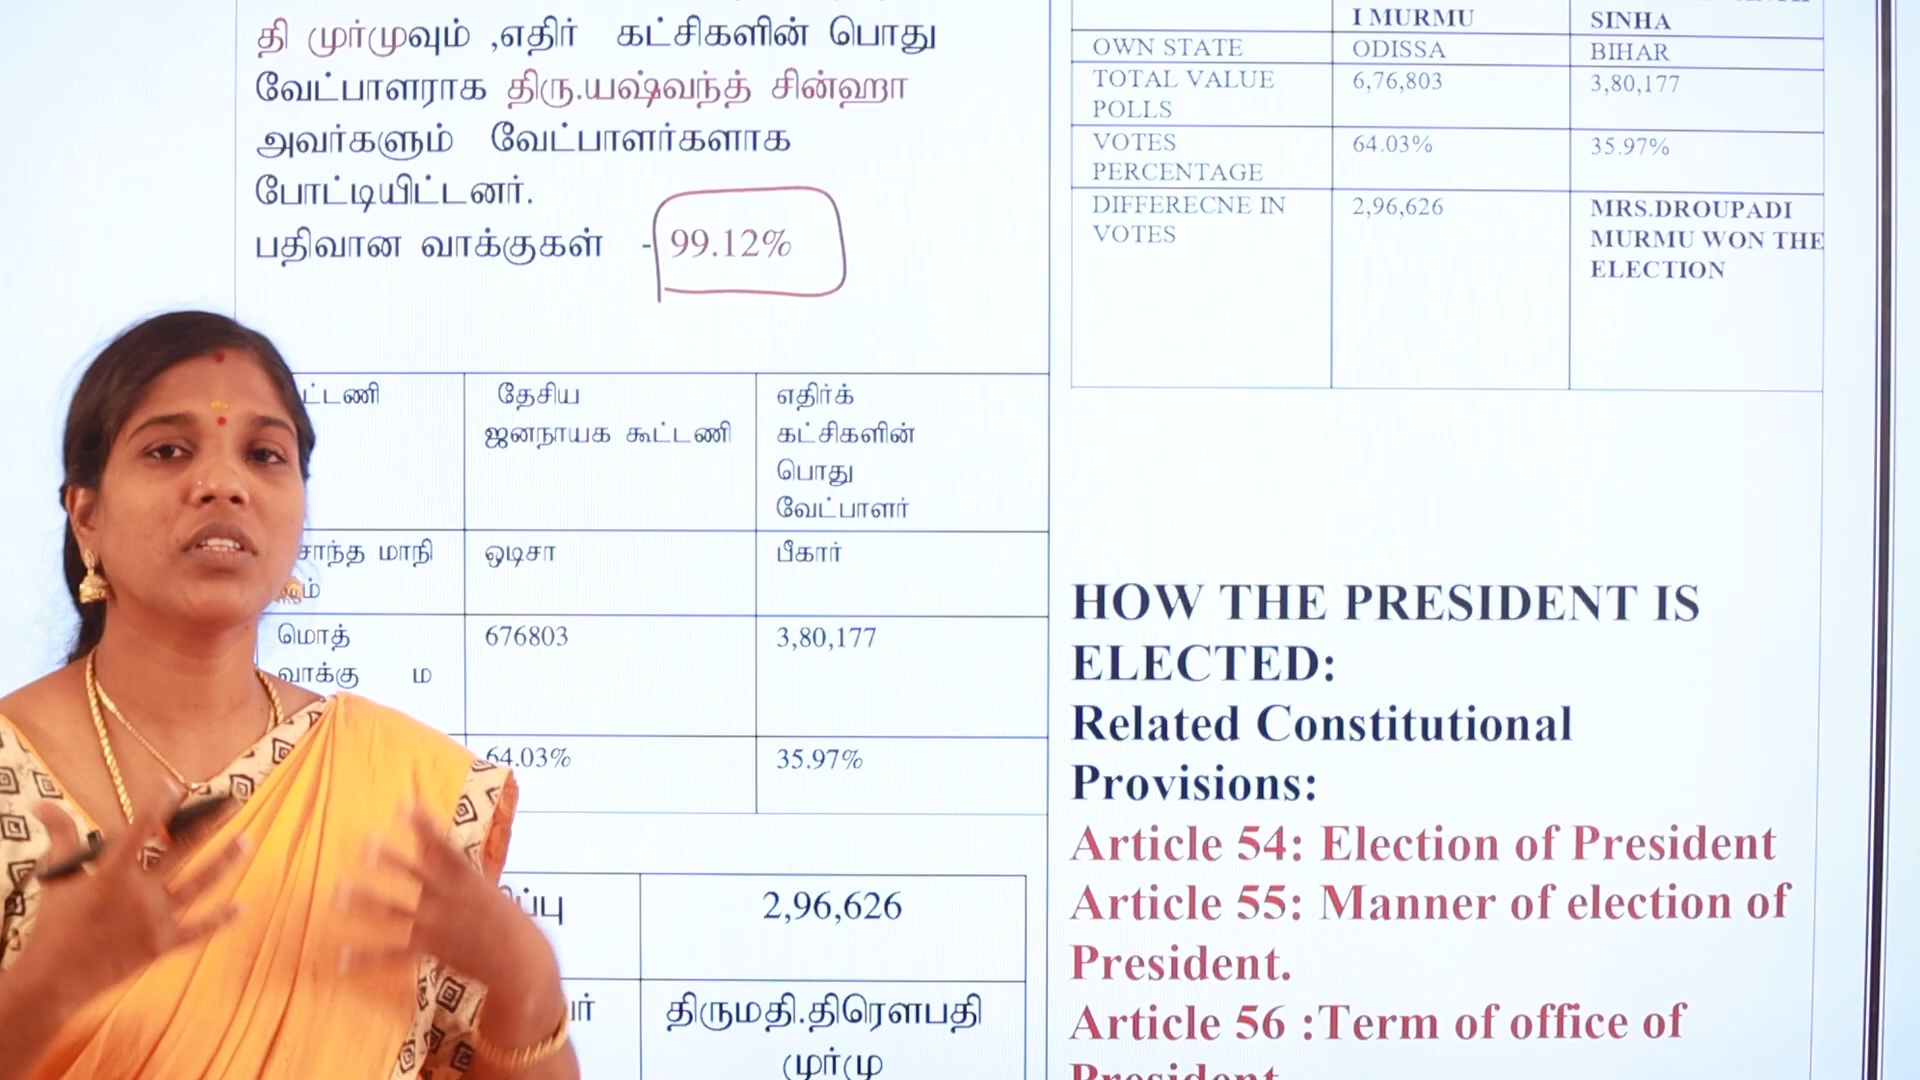 தி முர்முவும் ,எதிர் கட்சிகளின் பொது
வேட்பாளராக திரு.யஷ்வந்த் சின்ஹா
அவர்களும் வேட்பாளர்களாக
போட்டியிட்டனர்.
பதிவான வாக்குகள் - 99.12%
ட்டணி
தேசிய
ஜனநாயக கூட்டணி
எதிர்க்
கட்சிகளின்
பொது
வேட்பாளர்
சொந்த மாநி
ஒடிசா
பீகார்
மொத்
வாக்கு ம
676803
3,80,177
64.03%
35.97%
ப்பு
2,96,626
பர்
திருமதி.திரௌபதி
முர்மு
I MURMU
SINHA
OWN STATE
ODISSA
BIHAR
TOTAL VALUE
POLLS
6,76,803
3,80,177
VOTES
PERCENTAGE
64.03%
35.97%
DIFFERECNE IN
VOTES
2,96,626
MRS.DROUPADI
MURMU WON THE
ELECTION
HOW THE PRESIDENT IS
ELECTED:
Related Constitutional
Provisions:
Article 54: Election of President
Article 55: Manner of election of
President.
Article 56 :Term of office of
President